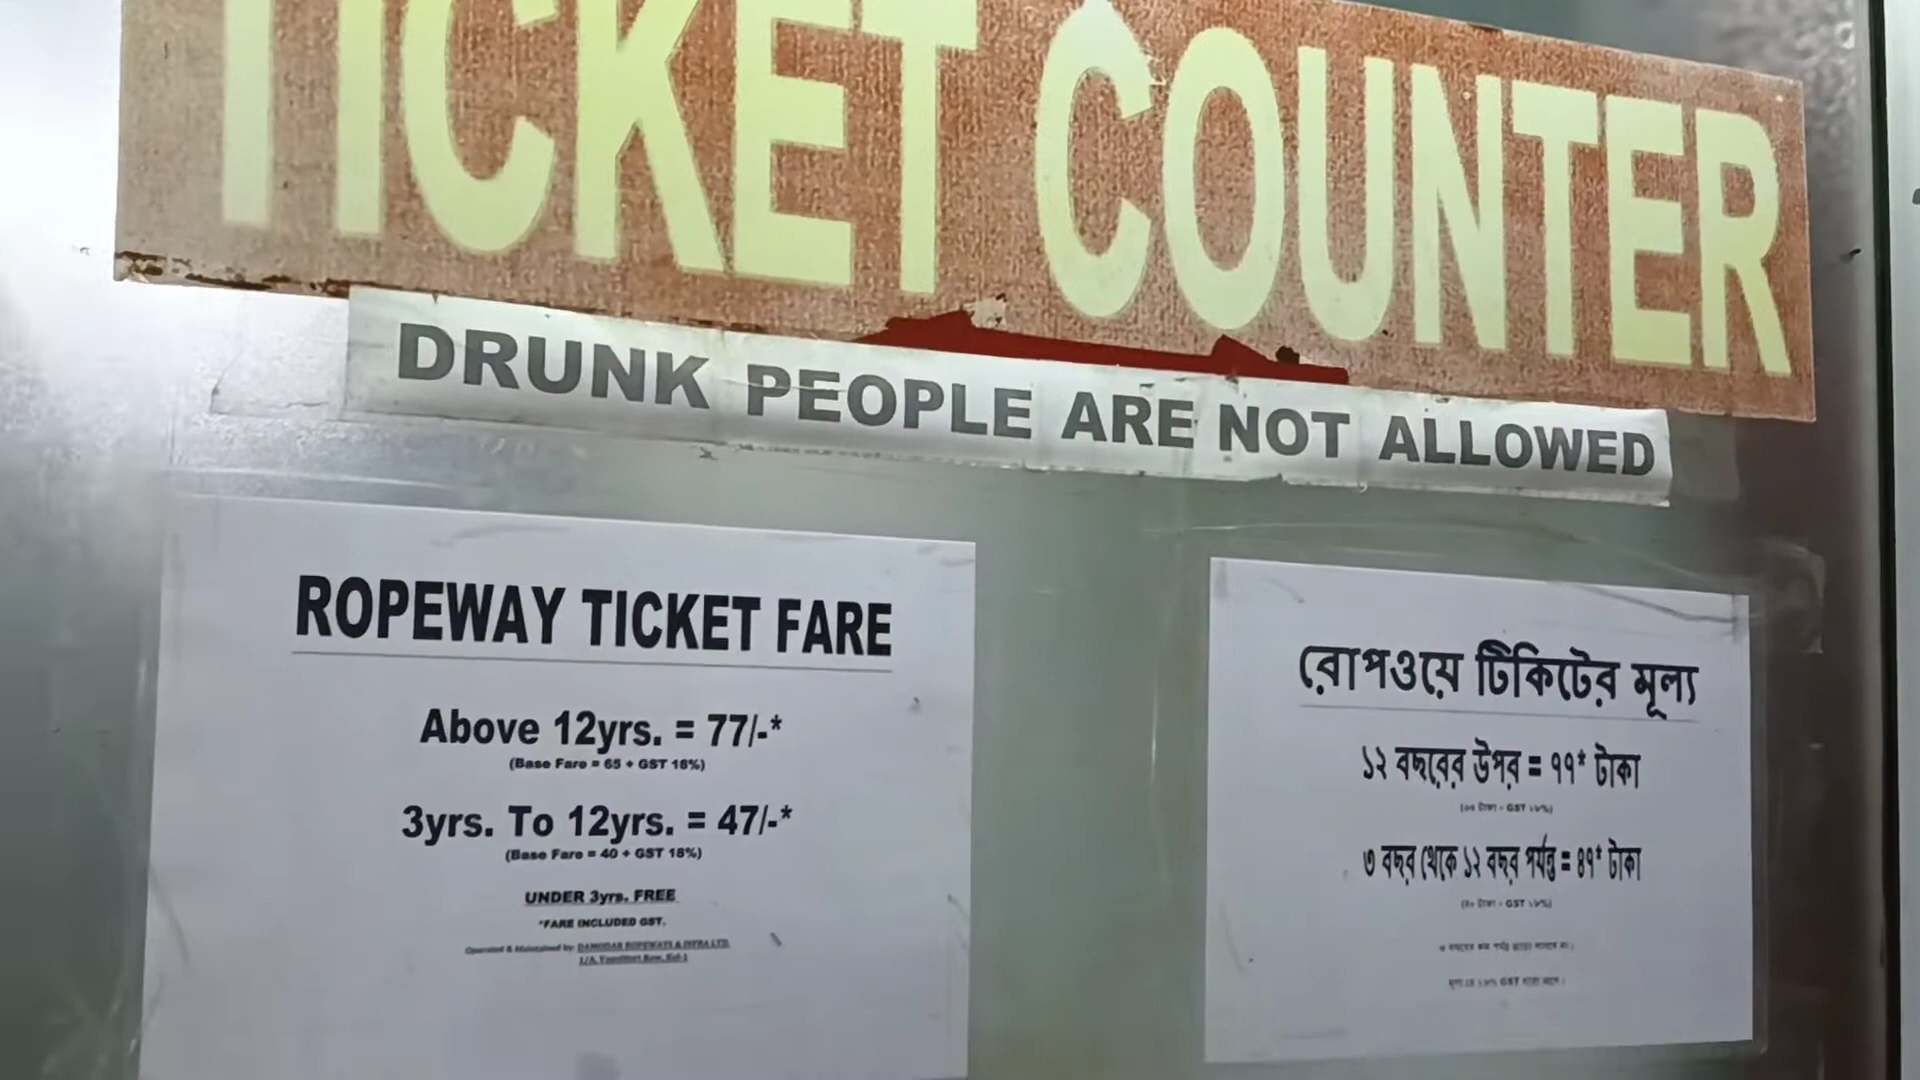 TICKET COUNTER
DRUNK PEOPLE ARE NOT ALLOWED
ROPEWAY TICKET FARE
Above 12yrs. = 77/-*
(Base Fare = 65 + GST 18%)
3yrs. To 12yrs. = 47/-*
(Base Fare = 40 + GST 18%)
UNDER 3yrs. FREE
*FARE INCLUDED GST.
Operated & Maintained by: DAMODAR ROPEWAYS & INFRA LTD.
রোপওয়ে টিকিটের মূল্য
১২ বছরের উপর = ৭৭* টাকা
(৬৫ টাকা + GST ১৮%)
৩ বছর থেকে ১২ বছর পর্যন্ত = ৪৭* টাকা
(৪০ টাকা + GST ১৮%)